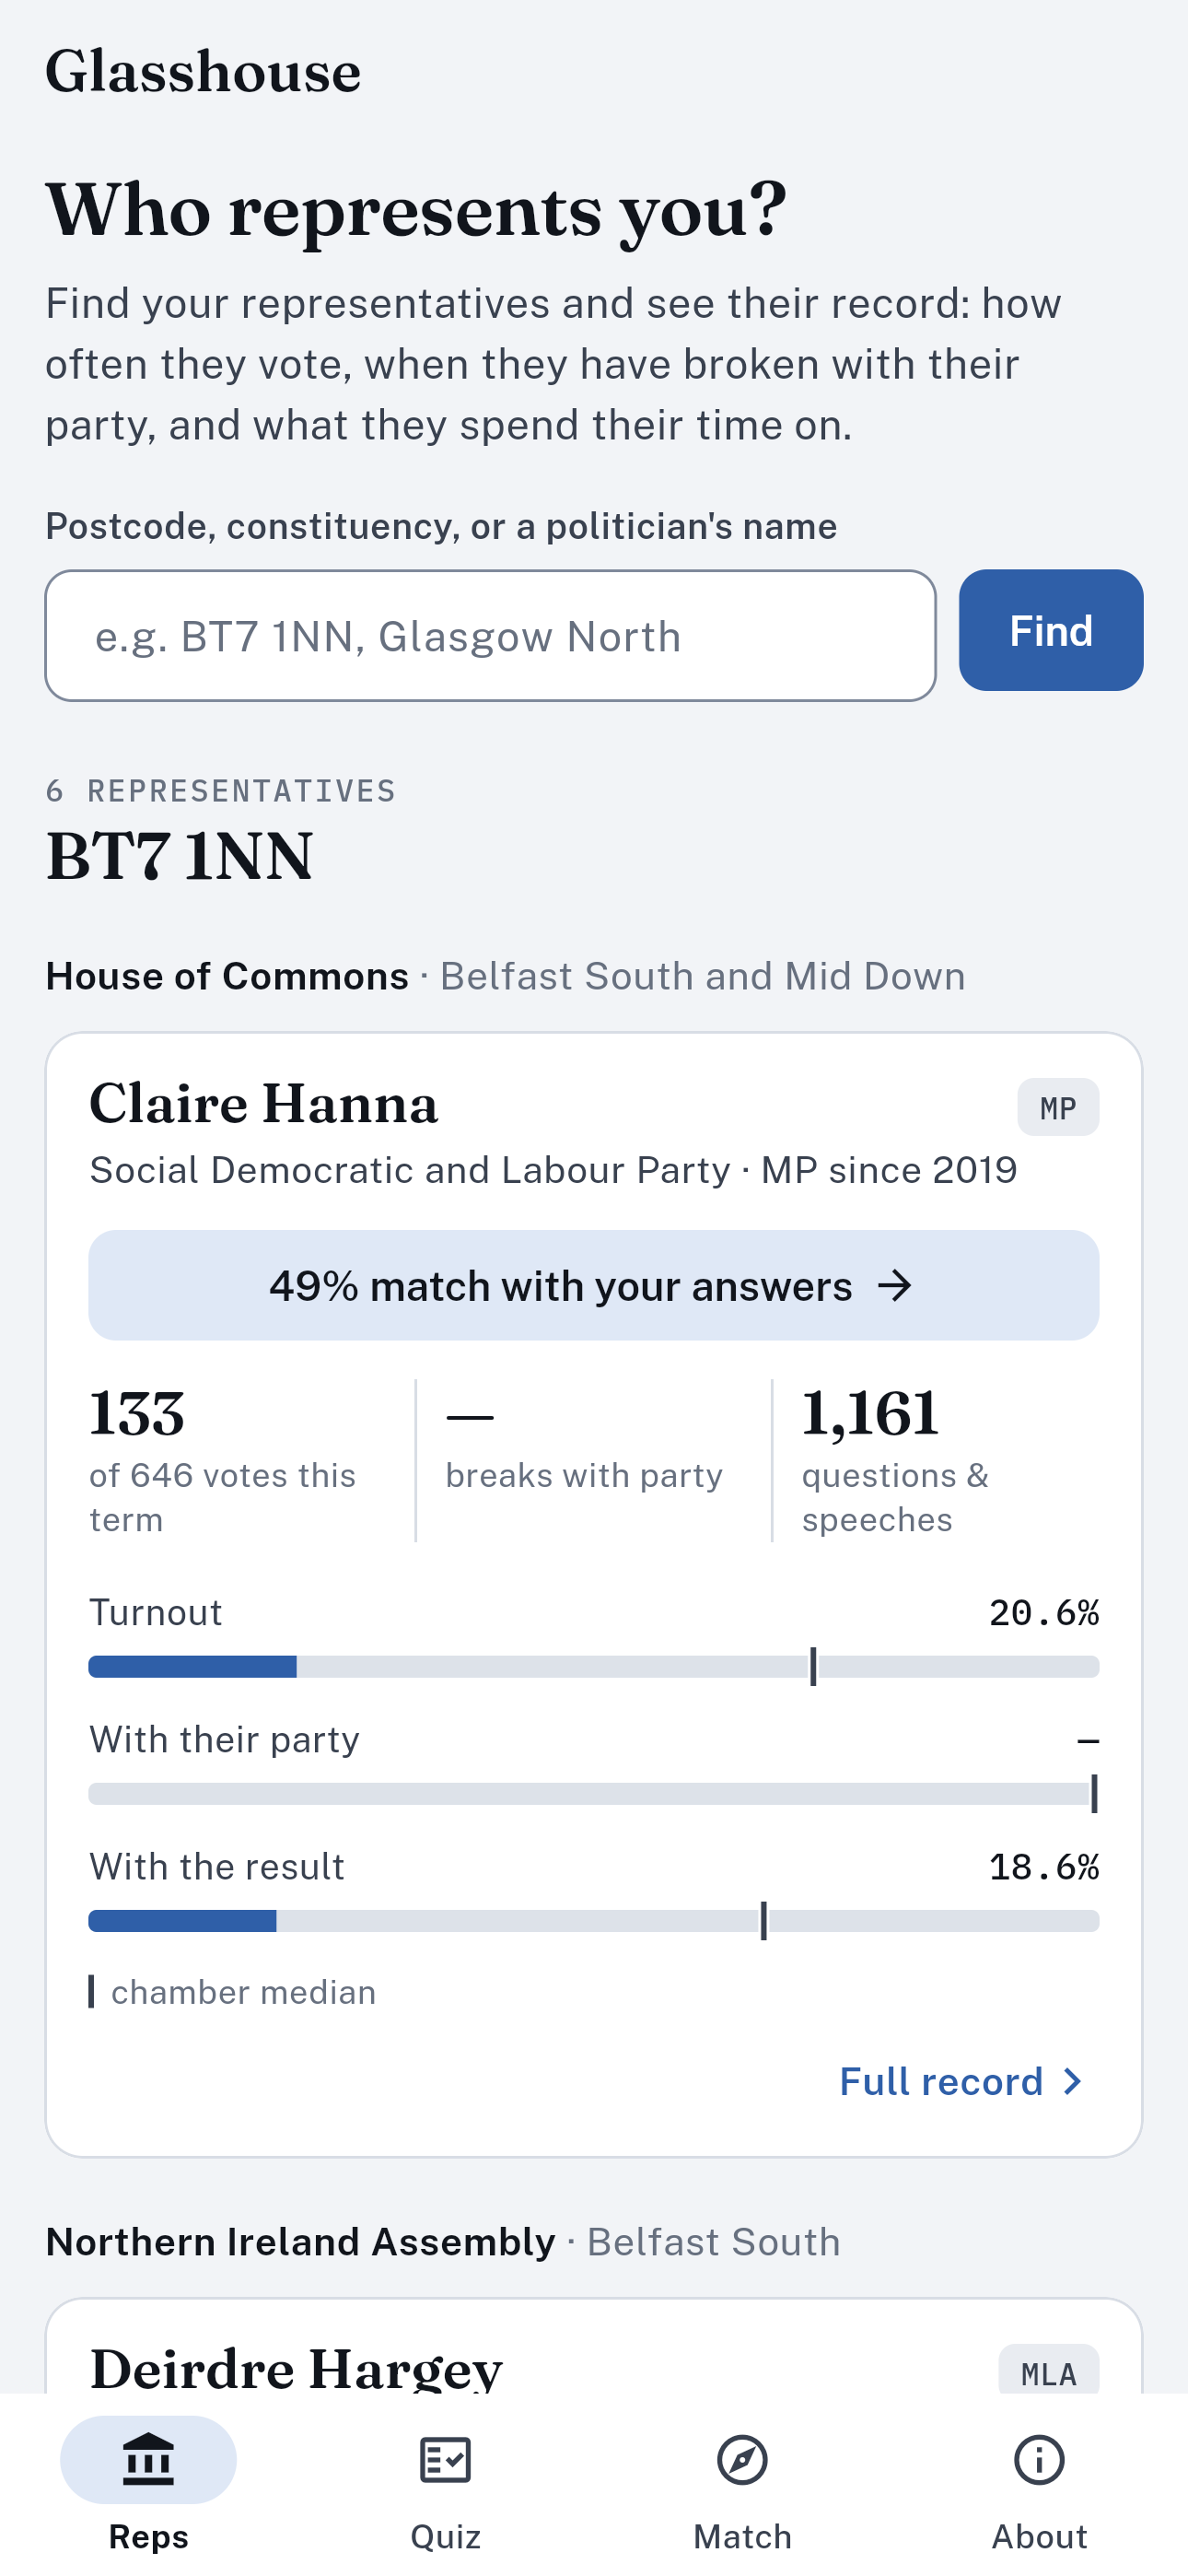 Glasshouse
Who represents you?
Find your representatives and see their record: how
often they vote, when they have broken with their
party, and what they spend their time on.
Postcode, constituency, or a politician's name
e.g. BT7 1NN, Glasgow North
Find
6 REPRESENTATIVES
BT7 1NN
House of Commons · Belfast South and Mid Down
Claire Hanna
MP
Social Democratic and Labour Party · MP since 2019
49% match with your answers →
133
of 646 votes this
term
—
breaks with party
1,161
questions &
speeches
Turnout
20.6%
With their party
—
With the result
18.6%
chamber median
Full record
Northern Ireland Assembly · Belfast South
Deirdre Hargey
MLA
Reps
Quiz
Match
About